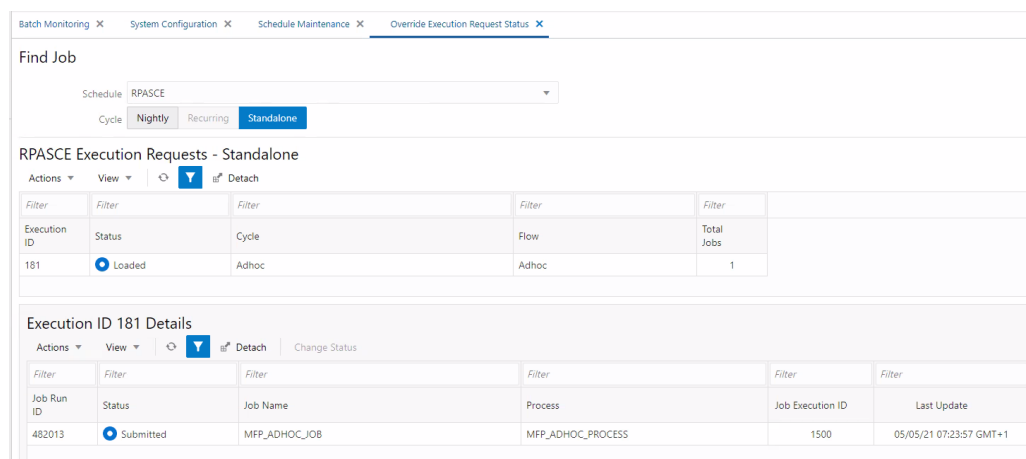 Batch Monitoring X System Configuration X Schedule Maintenance X Override Execution Request Status X
Find Job
Schedule RPASCE
Cycle Nightly Recurring Standalone
RPASCE Execution Requests - Standalone
Actions View Detach
Filter Filter Filter Filter Filter
Execution ID Status Cycle Flow Total Jobs
181 Loaded Adhoc Adhoc 1
Execution ID 181 Details
Actions View Detach Change Status
Filter Filter Filter Filter Filter Filter
Job Run ID Status Job Name Process Job Execution ID Last Update
482013 Submitted MFP_ADHOC_JOB MFP_ADHOC_PROCESS 1500 05/05/21 07:23:57 GMT+1